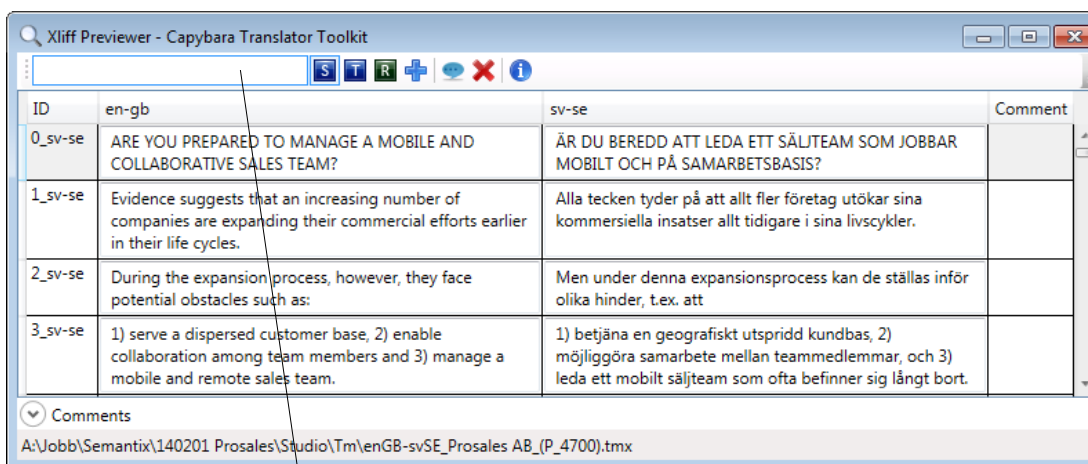 Xliff Previewer - Capybara Translator Toolkit
S T R
ID en-gb sv-se Comment
0_sv-se
ARE YOU PREPARED TO MANAGE A MOBILE AND
COLLABORATIVE SALES TEAM?
ÄR DU BEREDD ATT LEDA ETT SÄLJTEAM SOM JOBBAR
MOBILT OCH PÅ SAMARBETSBASIS?
1_sv-se
Evidence suggests that an increasing number of
companies are expanding their commercial efforts earlier
in their life cycles.
Alla tecken tyder på att allt fler företag utökar sina
kommersiella insatser allt tidigare i sina livscykler.
2_sv-se
During the expansion process, however, they face
potential obstacles such as:
Men under denna expansionsprocess kan de ställas inför
olika hinder, t.ex. att
3_sv-se
1) serve a dispersed customer base, 2) enable
collaboration among team members and 3) manage a
mobile and remote sales team.
1) betjäna en geografiskt utspridd kundbas, 2)
möjliggöra samarbete mellan teammedlemmar, och 3)
leda ett mobilt säljteam som ofta befinner sig långt bort.
Comments
A:\Jobb\Semantix\140201 Prosales\Studio\Tm\enGB-svSE_Prosales AB_(P_4700).tmx